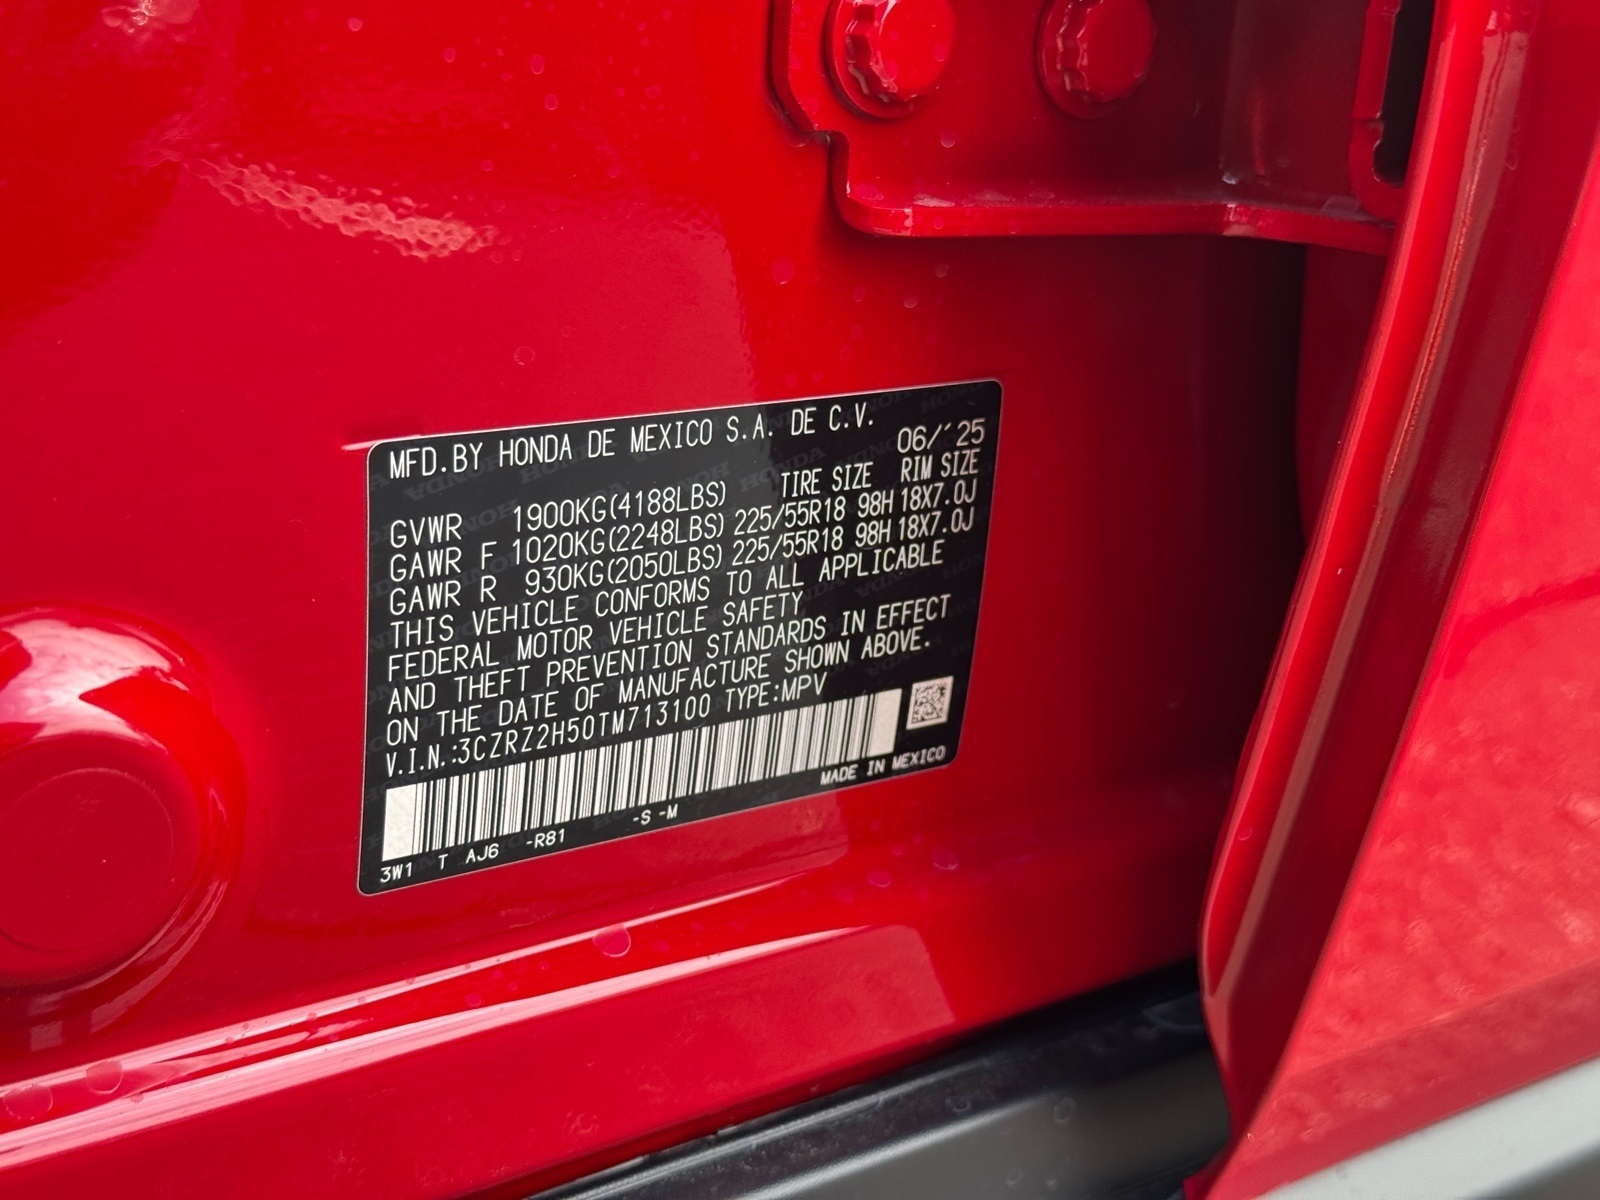 MFD.BY HONDA DE MEXICO S.A. DE C.V.
06/´25
TIRE SIZE RIM SIZE
GVWR 1900KG(4188LBS)
GAWR F 1020KG(2248LBS) 225/55R18 98H 18X7.0J
GAWR R 930KG(2050LBS) 225/55R18 98H 18X7.0J
THIS VEHICLE CONFORMS TO ALL APPLICABLE
FEDERAL MOTOR VEHICLE SAFETY
AND THEFT PREVENTION STANDARDS IN EFFECT
ON THE DATE OF MANUFACTURE SHOWN ABOVE.
V.I.N.:3CZRZ2H50TM713100 TYPE:MPV
MADE IN MEXICO
3W1 T AJ6 -R81 -S -M